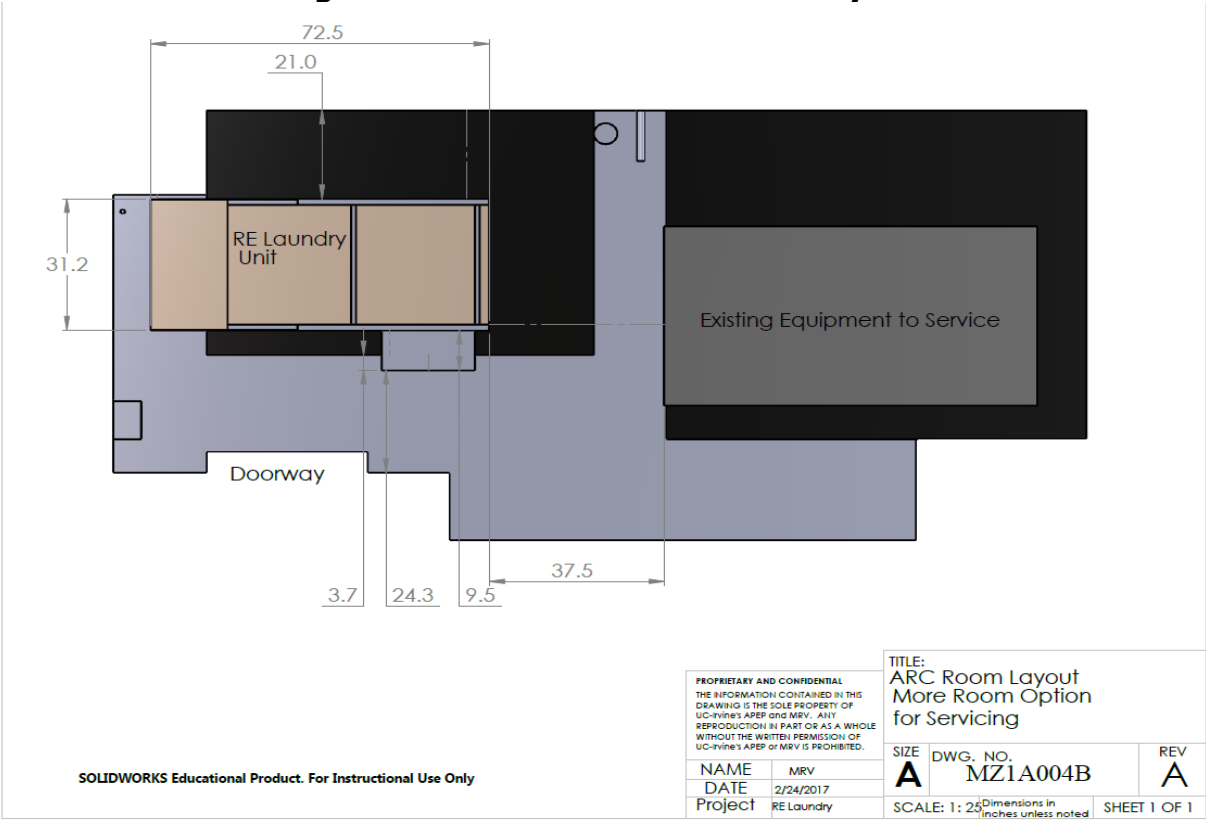 72.5
21.0
31.2
RE Laundry
Unit
Existing Equipment to Service
Doorway
37.5
3.7
24.3
9.5
PROPRIETARY AND CONFIDENTIAL
THE INFORMATION CONTAINED IN THIS
DRAWING IS THE SOLE PROPERTY OF
UC-Irvine's APEP and MRV. ANY
REPRODUCTION IN PART OR AS A WHOLE
WITHOUT THE WRITTEN PERMISSION OF
UC-Irvine's APEP or MRV IS PROHIBITED.
NAME MRV
DATE 2/24/2017
Project RE Laundry
TITLE:
ARC Room Layout
More Room Option
for Servicing
SIZE
A
DWG. NO.
MZ1A004B
REV
A
SCALE: 1: 25
Dimensions in
inches unless noted
SHEET 1 OF 1
SOLIDWORKS Educational Product. For Instructional Use Only